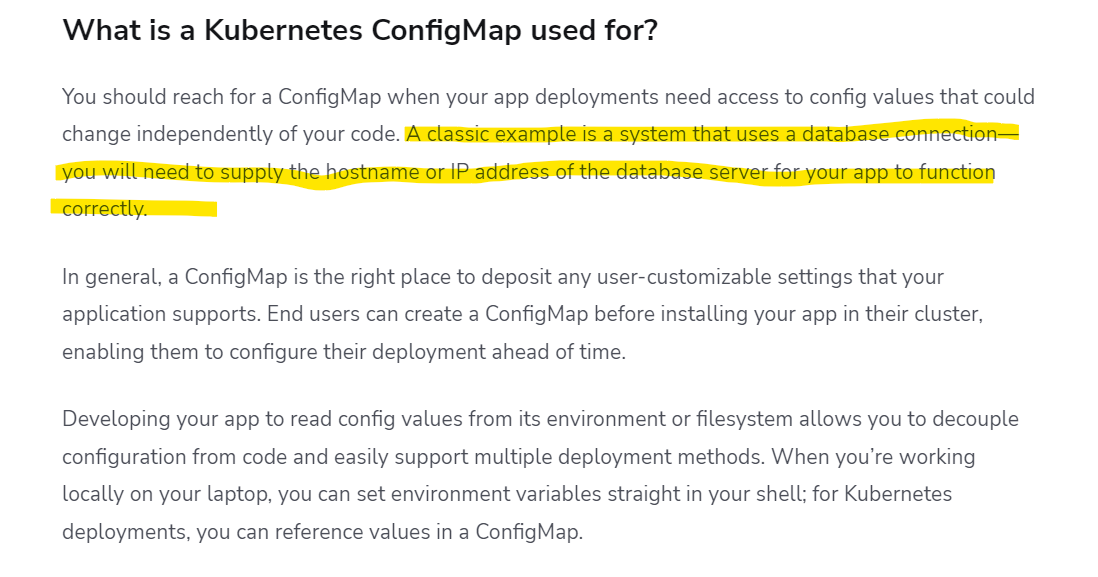 What is a Kubernetes ConfigMap used for?
You should reach for a ConfigMap when your app deployments need access to config values that could
change independently of your code. A classic example is a system that uses a database connection—
you will need to supply the hostname or IP address of the database server for your app to function
correctly.
In general, a ConfigMap is the right place to deposit any user-customizable settings that your
application supports. End users can create a ConfigMap before installing your app in their cluster,
enabling them to configure their deployment ahead of time.
Developing your app to read config values from its environment or filesystem allows you to decouple
configuration from code and easily support multiple deployment methods. When you’re working
locally on your laptop, you can set environment variables straight in your shell; for Kubernetes
deployments, you can reference values in a ConfigMap.